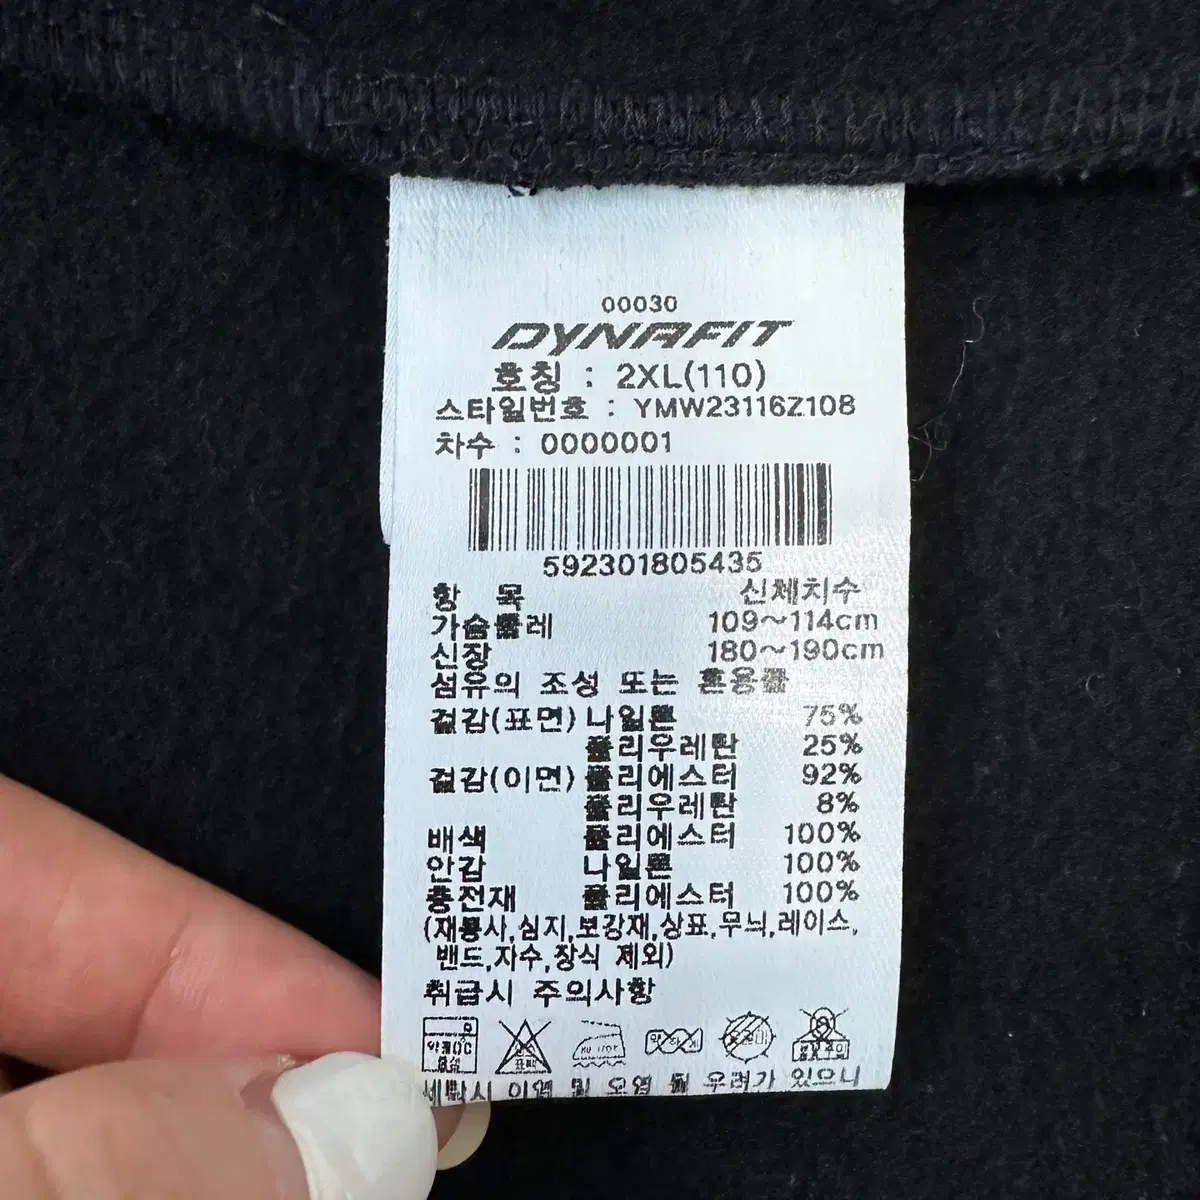 00030
DYNAFIT
호칭 : 2XL(110)
스타일번호 : YMW23116Z108
차수 : 0000001
592301805435
항 목 신체치수
가슴둘레 109~114cm
신장 180~190cm
섬유의 조성 또는 혼용률
겉감(표면) 나일론 75%
폴리우레탄 25%
겉감(이면) 폴리에스터 92%
폴리우레탄 8%
배색 폴리에스터 100%
안감 나일론 100%
충전재 폴리에스터 100%
(재봉사,심지,보강재,상표,무늬,레이스,
밴드,자수,장식 제외)
취급시 주의사항
표백
세탁시 이염 및 오염 될 우려가 있으니